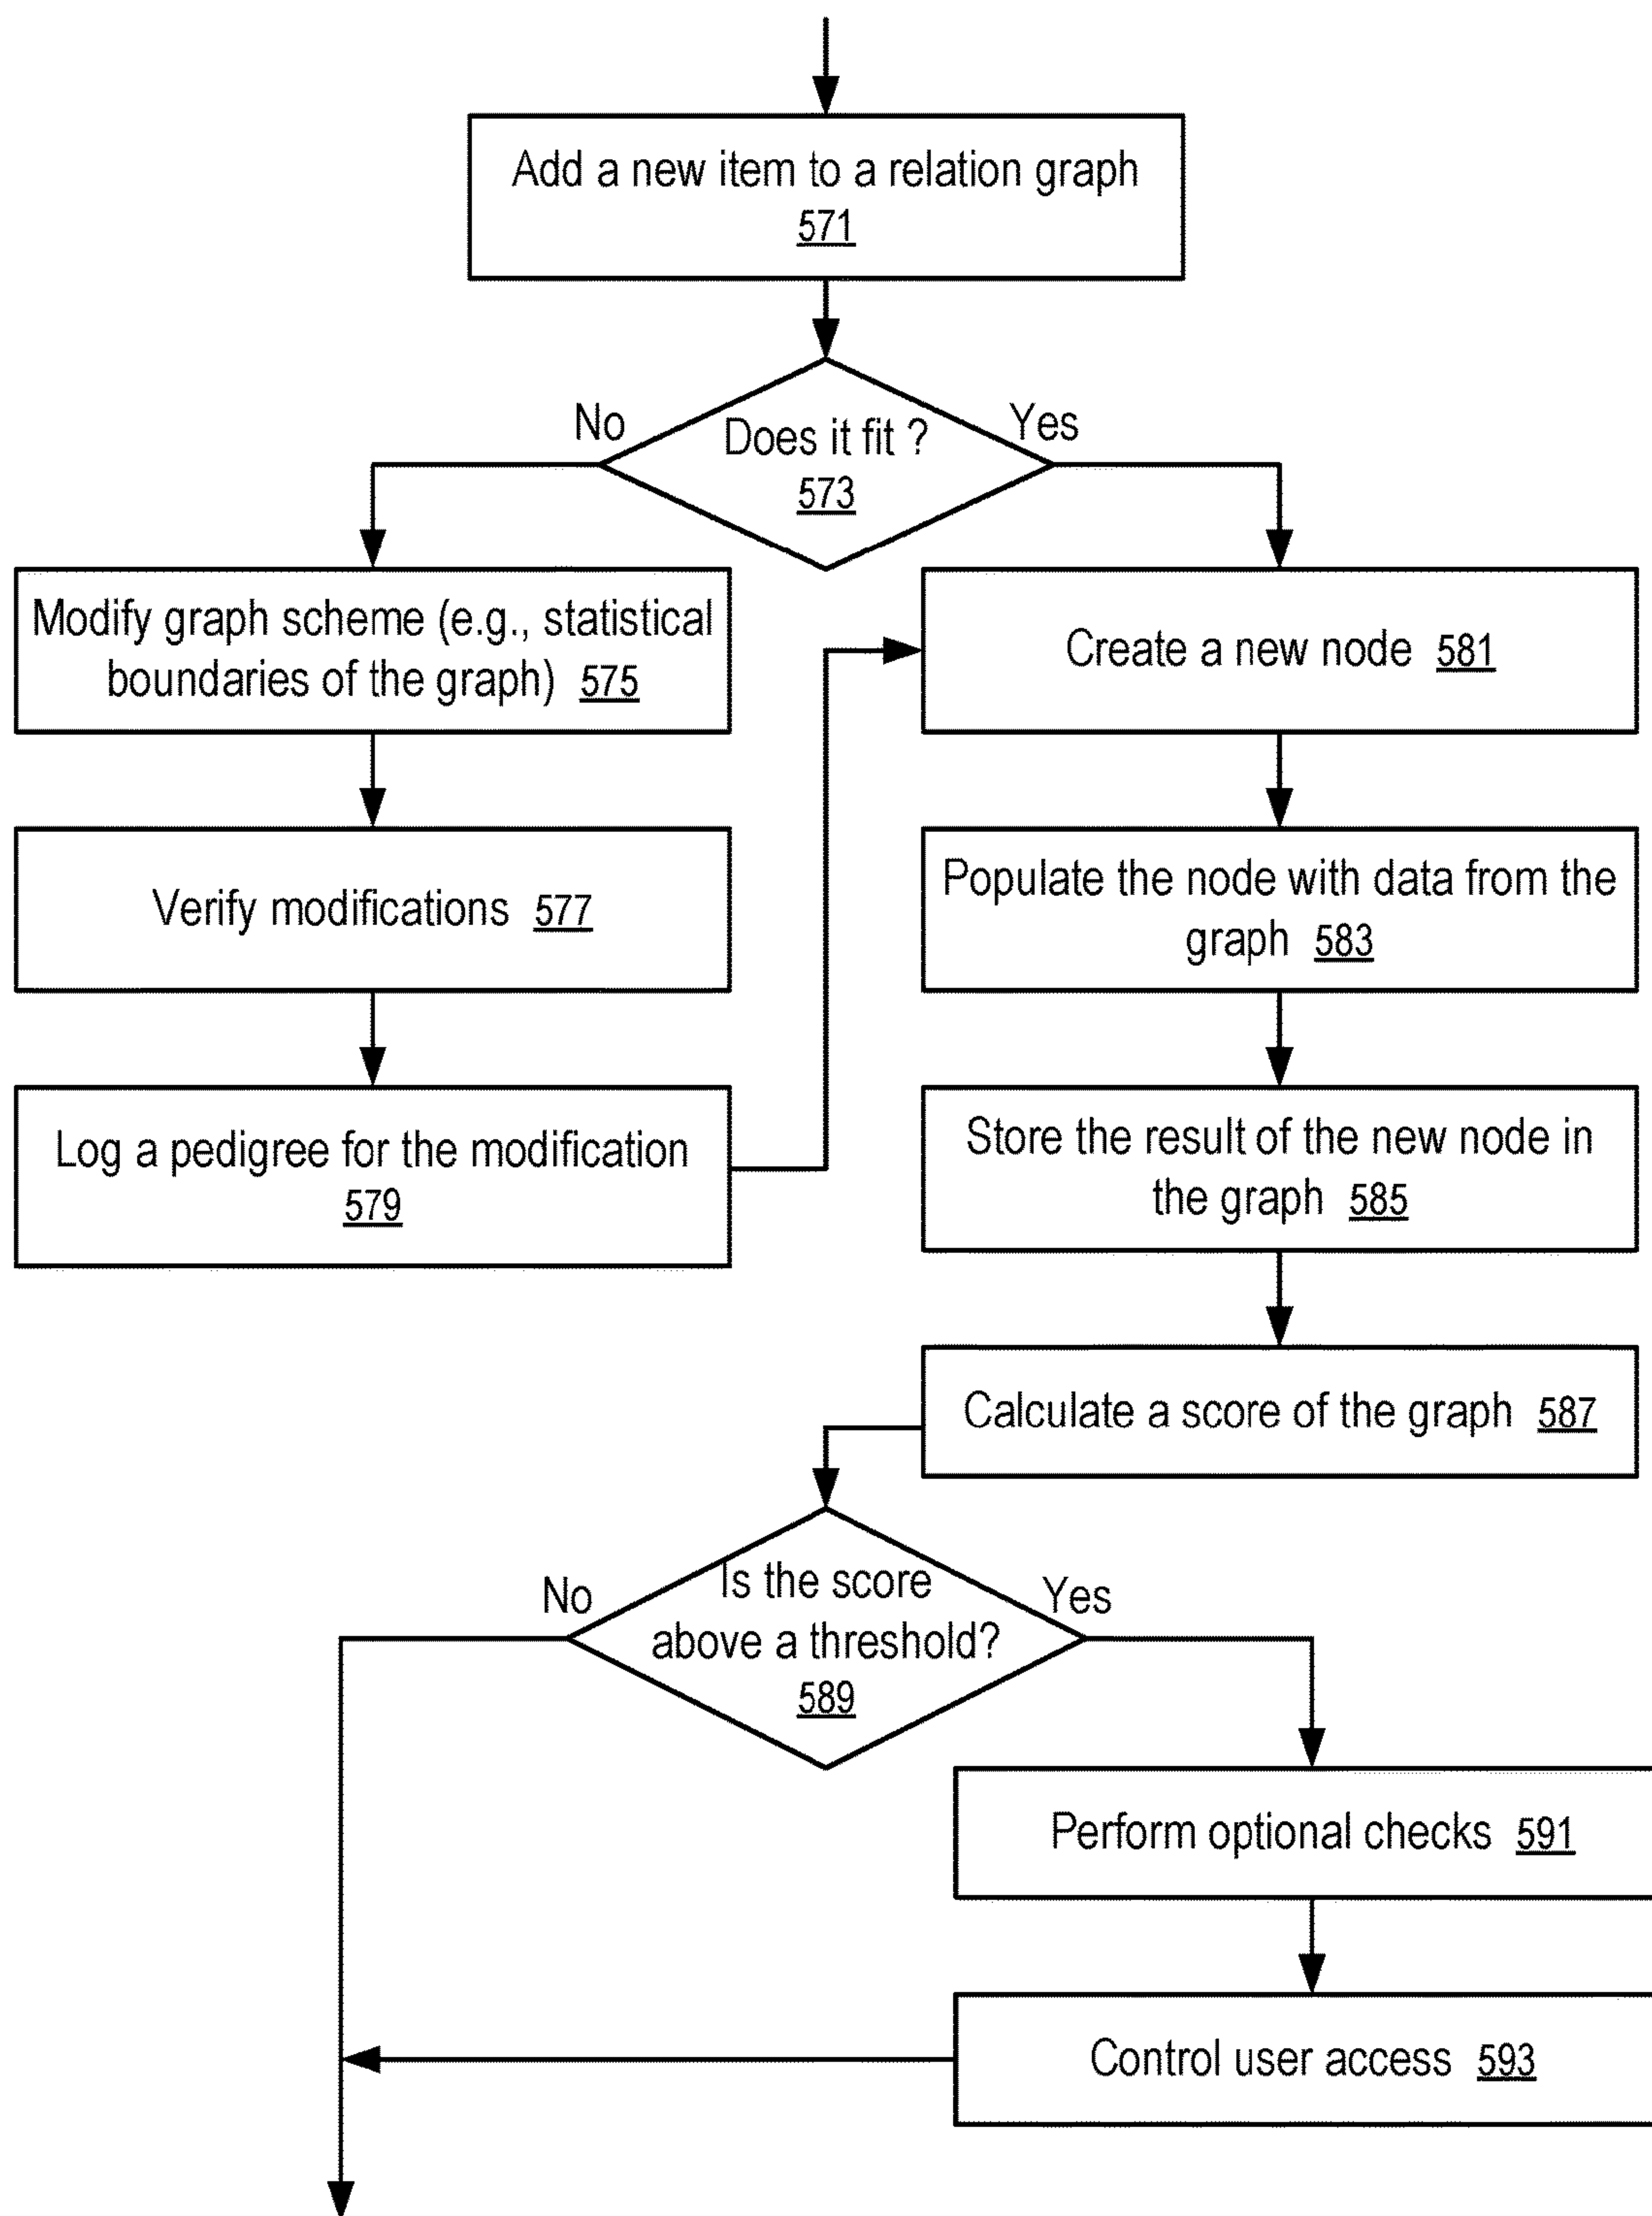 Add a new item to a relation graph
571
No
Yes
Does it fit ?
573
Modify graph scheme (e.g., statistical
boundaries of the graph) 575
Create a new node 581
Verify modifications 577
Populate the node with data from the
graph 583
Log a pedigree for the modification
579
Store the result of the new node in
the graph 585
Calculate a score of the graph 587
No
Yes
Is the score
above a threshold?
589
Perform optional checks 591
Control user access 593